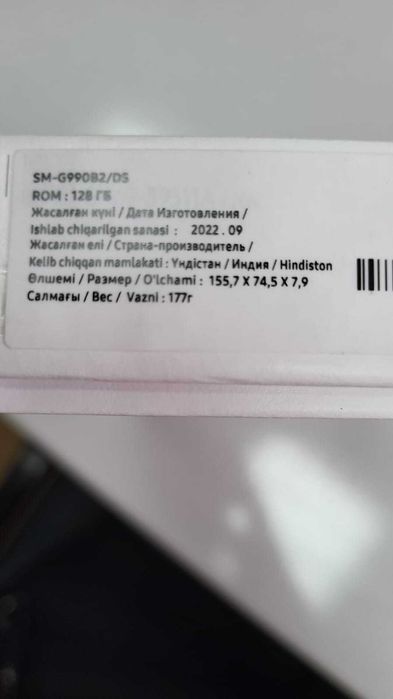 SM-G990B2/DS
ROM : 128 ГБ
Жасалған күні / Дата Изготовления /
Ishlab chiqarilgan sanasi : 2022 . 09
Жасалған елі / Страна-производитель /
Kelib chiqqan mamlakati : Үндістан / Индия / Hindiston
Өлшемі / Размер / O'lchami : 155,7 X 74,5 X 7,9
Салмағы / Вес / Vazni : 177г